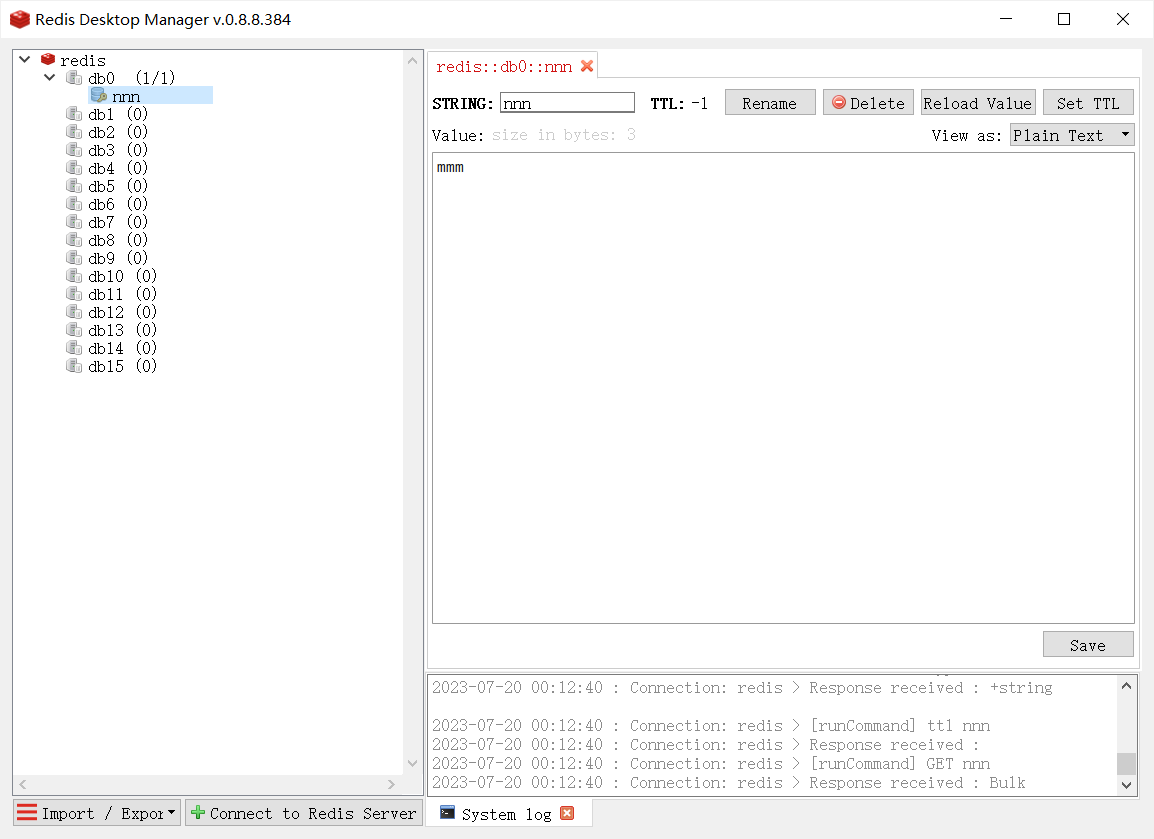 Redis Desktop Manager v.0.8.8.384
redis
db0 (1/1)
nnn
db1 (0)
db2 (0)
db3 (0)
db4 (0)
db5 (0)
db6 (0)
db7 (0)
db8 (0)
db9 (0)
db10 (0)
db11 (0)
db12 (0)
db13 (0)
db14 (0)
db15 (0)
Import / Expor
Connect to Redis Server
redis::db0::nnn
STRING: nnn TTL: -1 Rename Delete Reload Value Set TTL
Value: size in bytes: 3 View as: Plain Text
mmm
Save
2023-07-20 00:12:40 : Connection: redis > Response received : +string
2023-07-20 00:12:40 : Connection: redis > [runCommand] ttl nnn
2023-07-20 00:12:40 : Connection: redis > Response received :
2023-07-20 00:12:40 : Connection: redis > [runCommand] GET nnn
2023-07-20 00:12:40 : Connection: redis > Response received : Bulk
System log